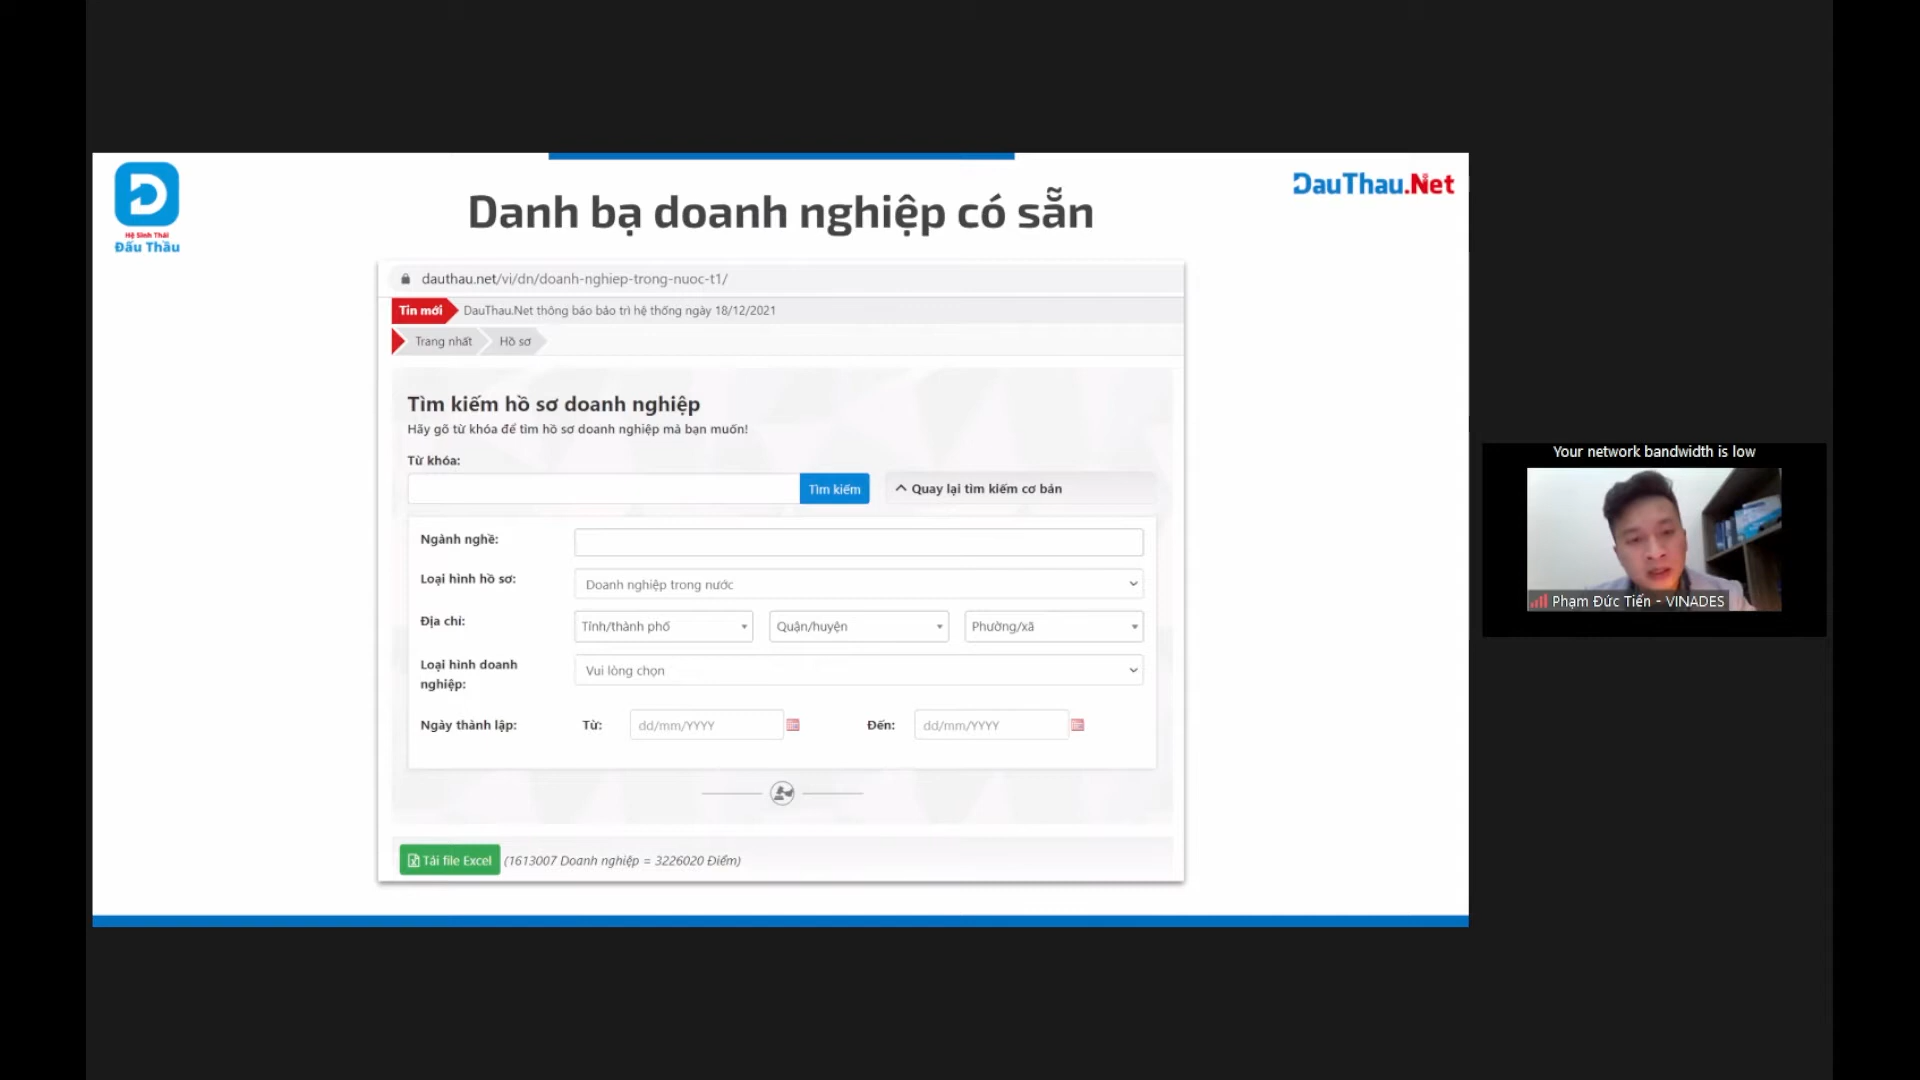 Hệ Sinh Thái
Đấu Thầu
DauThau.Net
Danh bạ doanh nghiệp có sẵn
dauthau.net/vi/dn/doanh-nghiep-trong-nuoc-t1/
Tin mới DauThau.Net thông báo bảo trì hệ thống ngày 18/12/2021
Trang nhất Hồ sơ
Tìm kiếm hồ sơ doanh nghiệp
Hãy gõ từ khóa để tìm hồ sơ doanh nghiệp mà bạn muốn!
Từ khóa:
Tìm kiếm Quay lại tìm kiếm cơ bản
Ngành nghề:
Loại hình hồ sơ: Doanh nghiệp trong nước
Địa chỉ: Tỉnh/thành phố Quận/huyện Phường/xã
Loại hình doanh nghiệp: Vui lòng chọn
Ngày thành lập: Từ: dd/mm/YYYY Đến: dd/mm/YYYY
Tải file Excel (1613007 Doanh nghiệp = 3226020 Điểm)
Your network bandwidth is low
Phạm Đức Tiến - VINADES